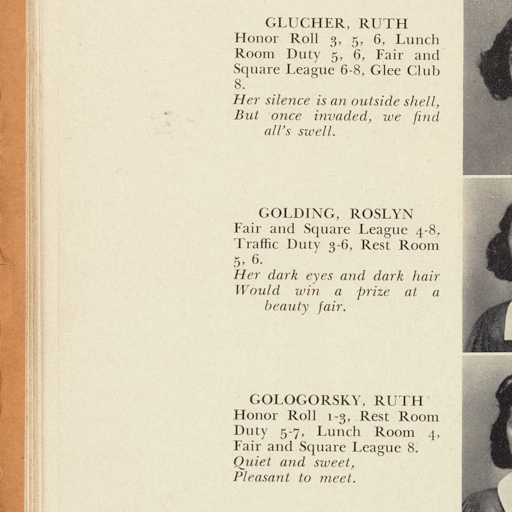 GLUCHER, RUTH
Honor Roll 3, 5, 6, Lunch
Room Duty 5, 6, Fair and
Square League 6-8, Glee Club
8.
Her silence is an outside shell,
But once invaded, we find
all's swell.
GOLDING, ROSLYN
Fair and Square League 4-8,
Traffic Duty 3-6, Rest Room
5, 6.
Her dark eyes and dark hair
Would win a prize at a
beauty fair.
GOLOGORSKY, RUTH
Honor Roll 1-3, Rest Room
Duty 5-7, Lunch Room 4,
Fair and Square League 8.
Quiet and sweet,
Pleasant to meet.